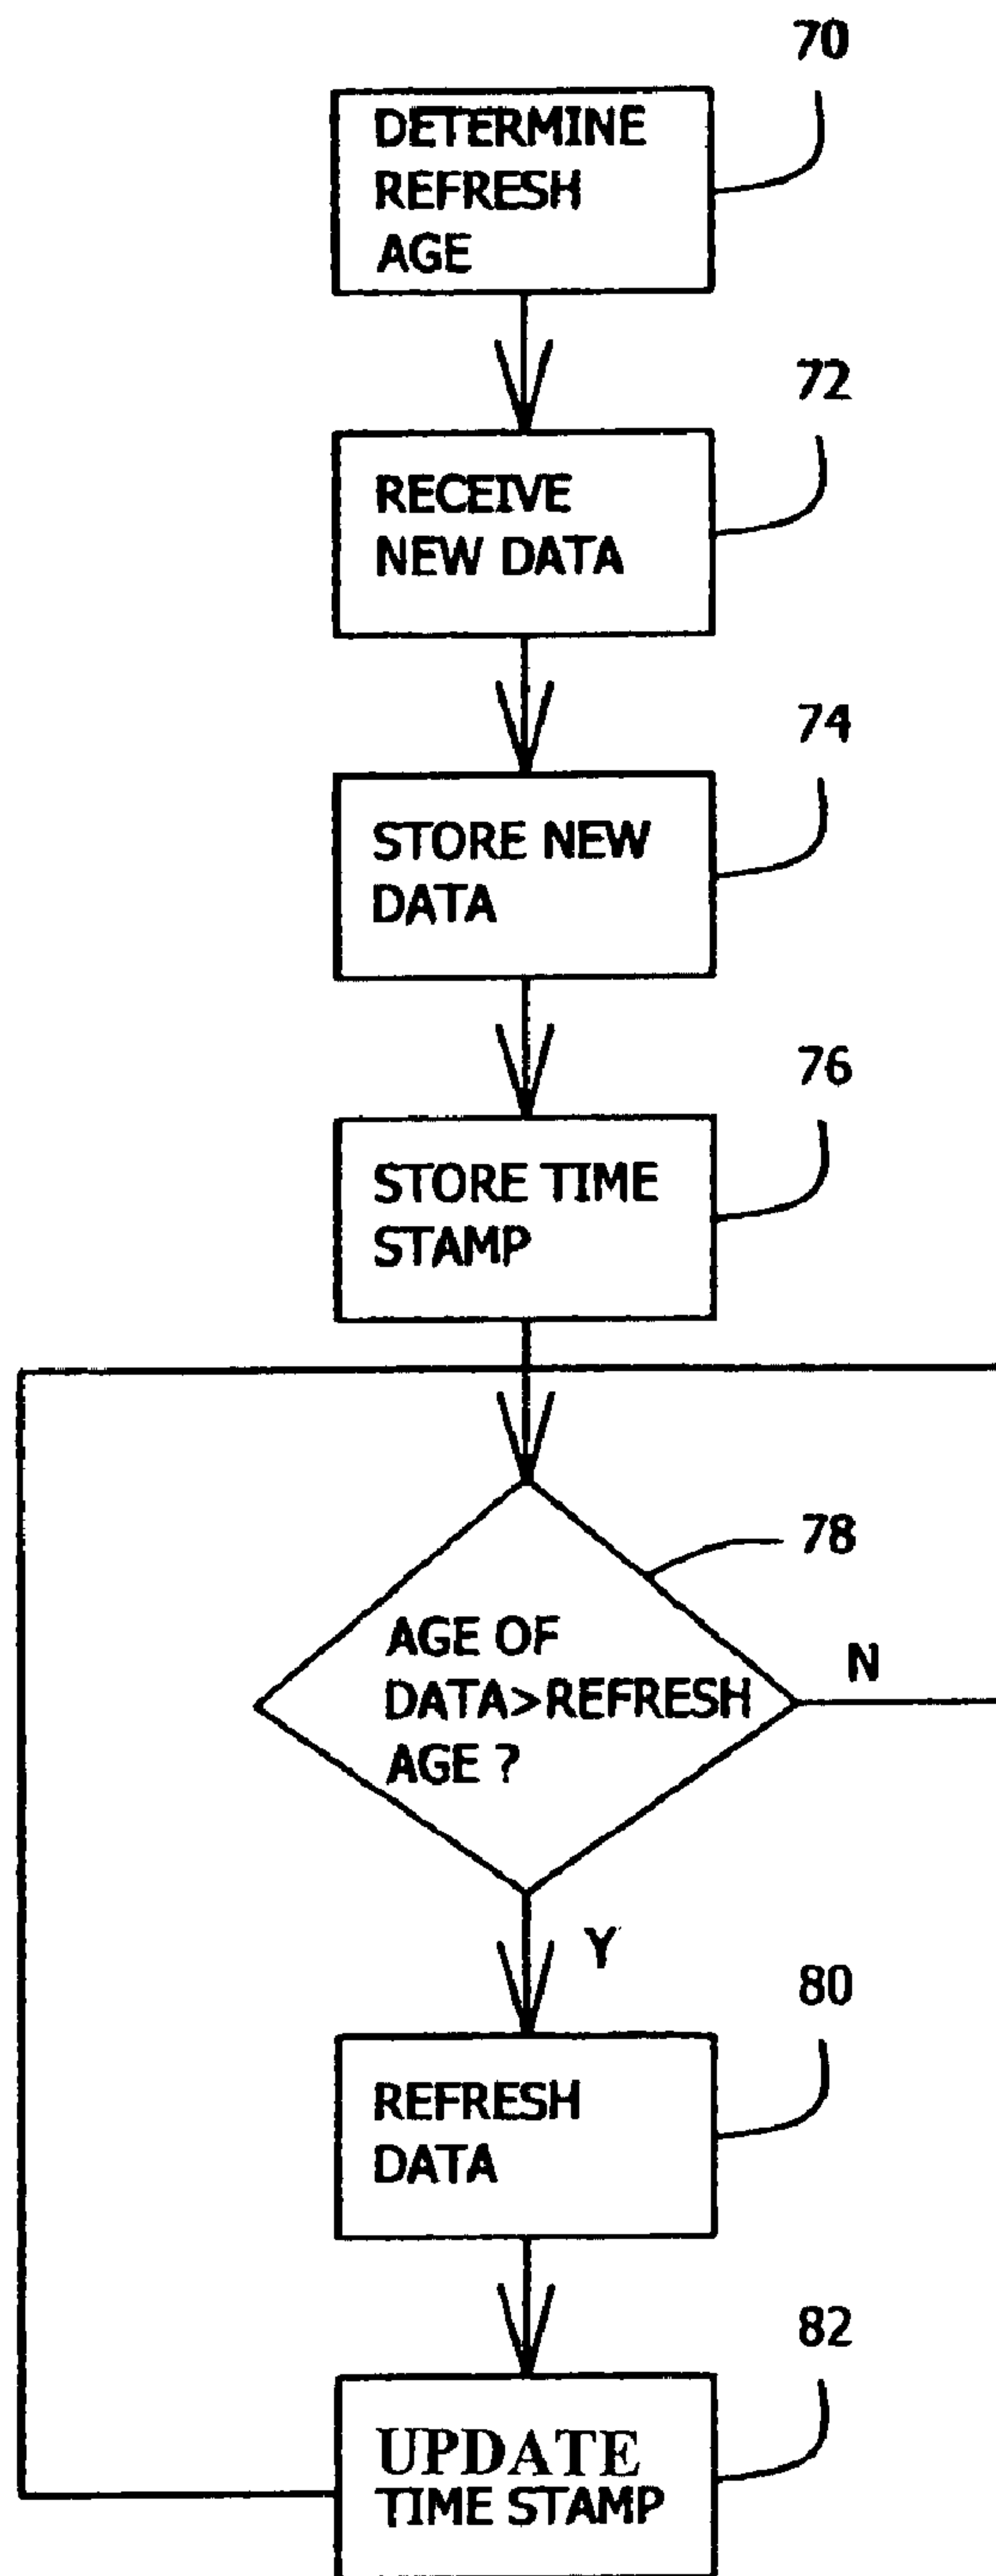 70
DETERMINE
REFRESH
AGE
72
RECEIVE
NEW DATA
74
STORE NEW
DATA
76
STORE TIME
STAMP
78
AGE OF
DATA>REFRESH
AGE ?
N
Y
80
REFRESH
DATA
82
UPDATE
TIME STAMP